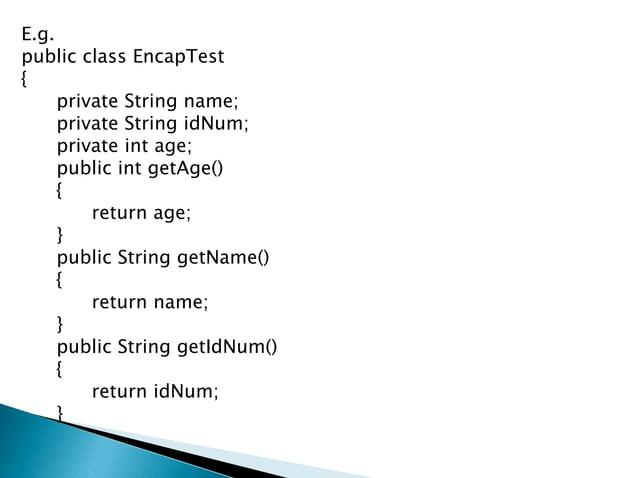 E.g.
public class EncapTest
{
private String name;
private String idNum;
private int age;
public int getAge()
{
return age;
}
public String getName()
{
return name;
}
public String getIdNum()
{
return idNum;
}